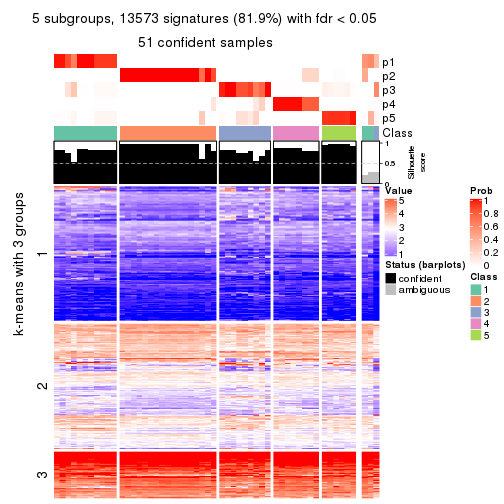 5 subgroups, 13573 signatures (81.9%) with fdr < 0.05
51 confident samples
p1
p2
p3
p4
p5
Class
1
0.5
0
Silhouette
score
k-means with 3 groups
1
2
3
Value
5
4
3
2
1
Status (barplots)
confident
ambiguous
Prob
1
0.8
0.6
0.4
0.2
0
Class
1
2
3
4
5